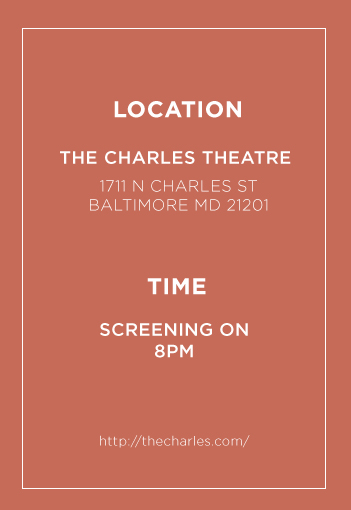 LOCATION
THE CHARLES THEATRE
1711 N CHARLES ST
BALTIMORE MD 21201
TIME
SCREENING ON
8PM
http://thecharles.com/